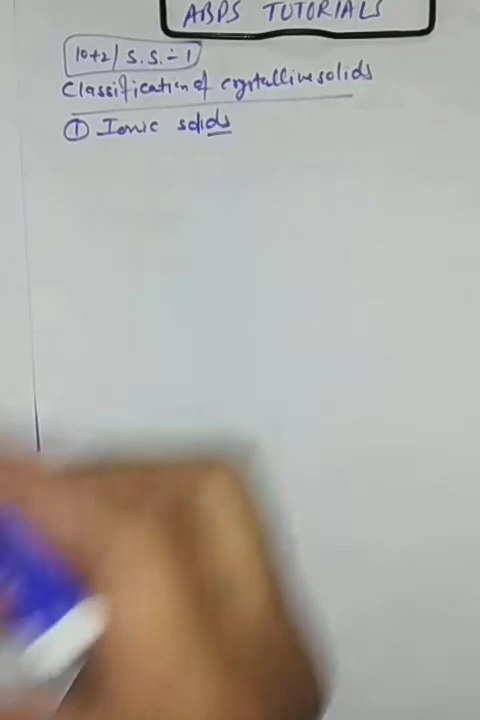 ABPS TUTORIALS
10+2/ S.S.-1
Classification of crystalline solids
① Ionic solids